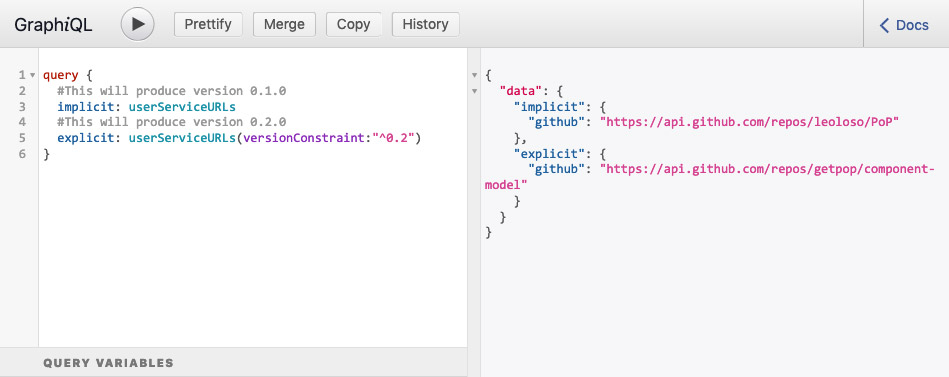 GraphiQL
Prettify
Merge
Copy
History
Docs
1 query {
2 #This will produce version 0.1.0
3 implicit: userServiceURLs
4 #This will produce version 0.2.0
5 explicit: userServiceURLs(versionConstraint:"^0.2")
6 }
QUERY VARIABLES
{
"data": {
"implicit": {
"github": "https://api.github.com/repos/leoloso/PoP"
},
"explicit": {
"github": "https://api.github.com/repos/getpop/component-
model"
}
}
}